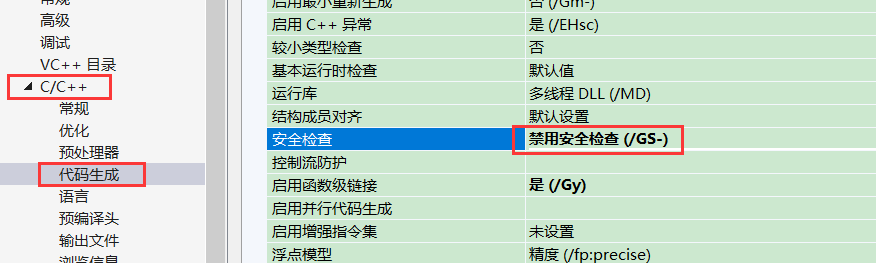 常规
高级
调试
VC++ 目录
C/C++
常规
优化
预处理器
代码生成
语言
预编译头
输出文件
浏览信息
启用最小重新生成 否 (/Gm-)
启用 C++ 异常 是 (/EHsc)
较小类型检查 否
基本运行时检查 默认值
运行库 多线程 DLL (/MD)
结构成员对齐 默认设置
安全检查 禁用安全检查 (/GS-)
控制流防护
启用函数级链接 是 (/Gy)
启用并行代码生成
启用增强指令集 未设置
浮点模型 精度 (/fp:precise)